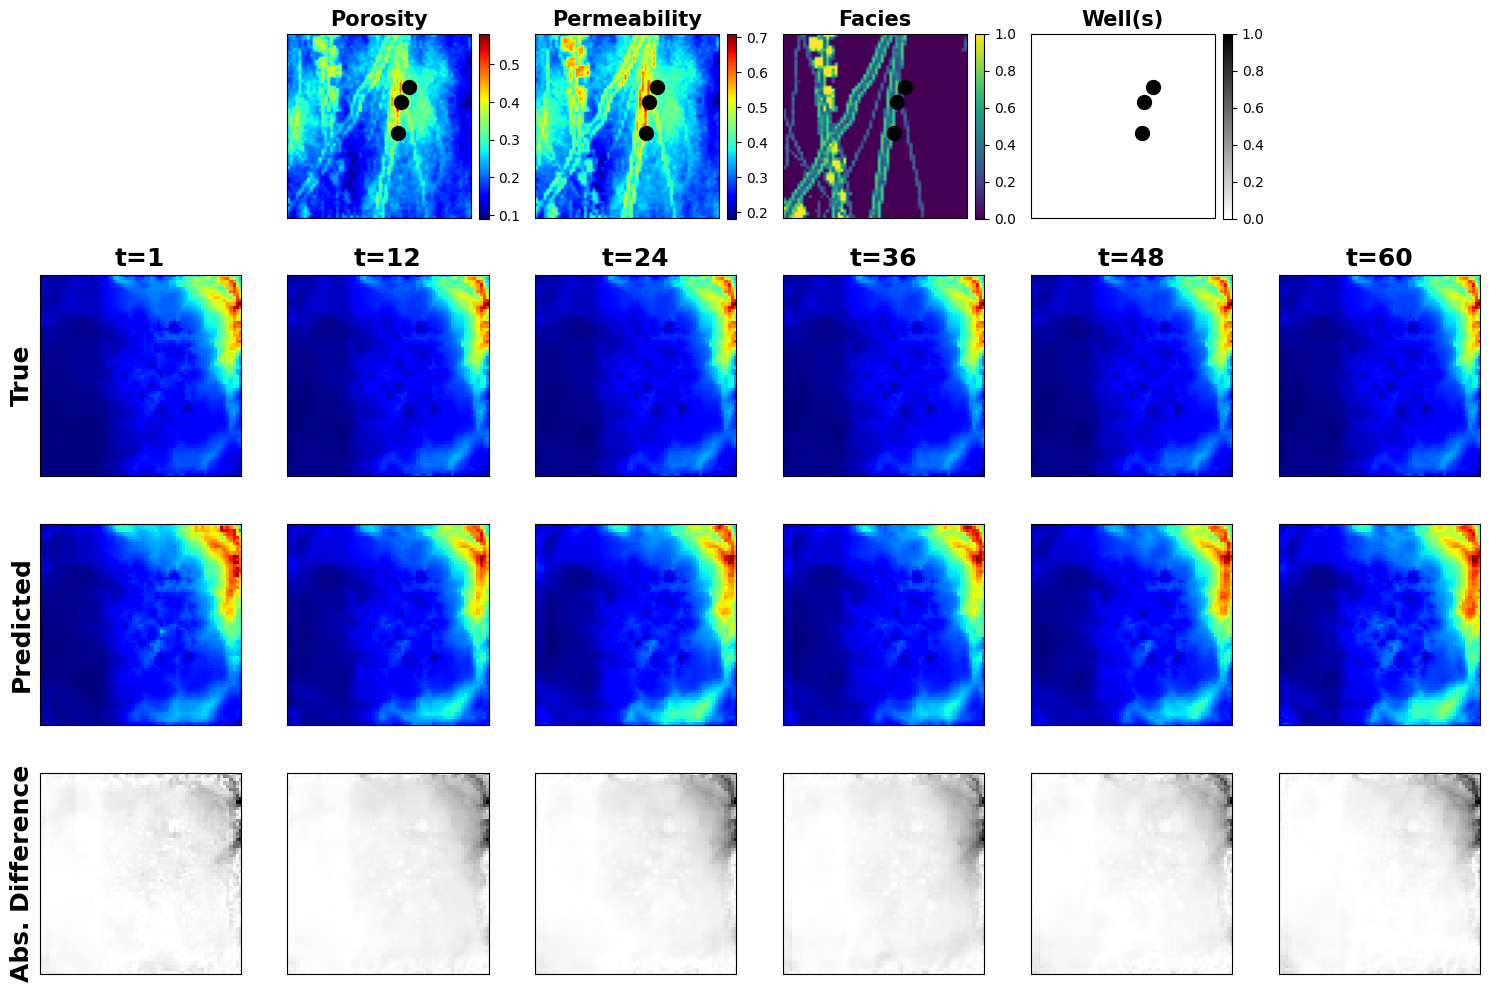 Porosity Permeability Facies Well(s)
0.5 0.7 1.0 1.0
0.6 0.8 0.8
0.4 0.5 0.6 0.6
0.3 0.4 0.4 0.4
0.2 0.3 0.2 0.2
0.1 0.2 0.0 0.0
t=1 t=12 t=24 t=36 t=48 t=60
True
Predicted
Abs. Difference